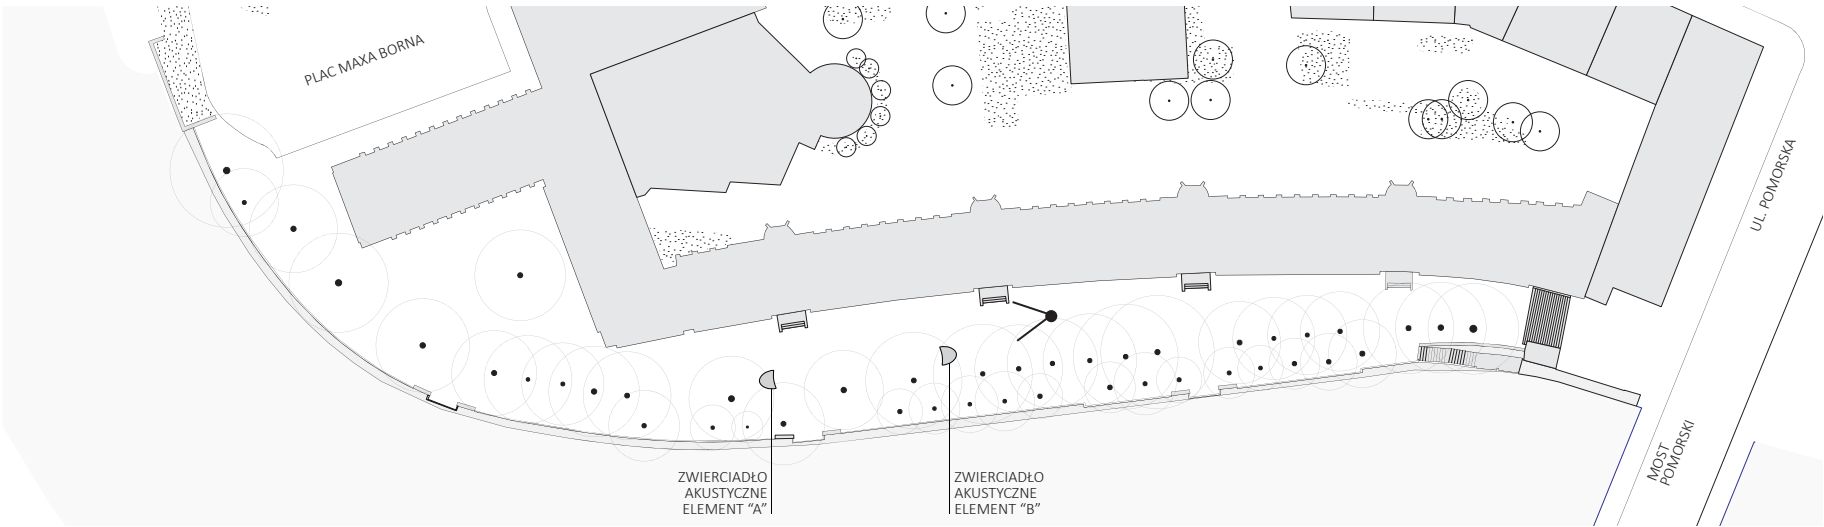 PLAC MAXA BORNA
UL. POMORSKA
MOST
POMORSKI
ZWIERCIADŁO
AKUSTYCZNE
ELEMENT “A”
ZWIERCIADŁO
AKUSTYCZNE
ELEMENT “B”